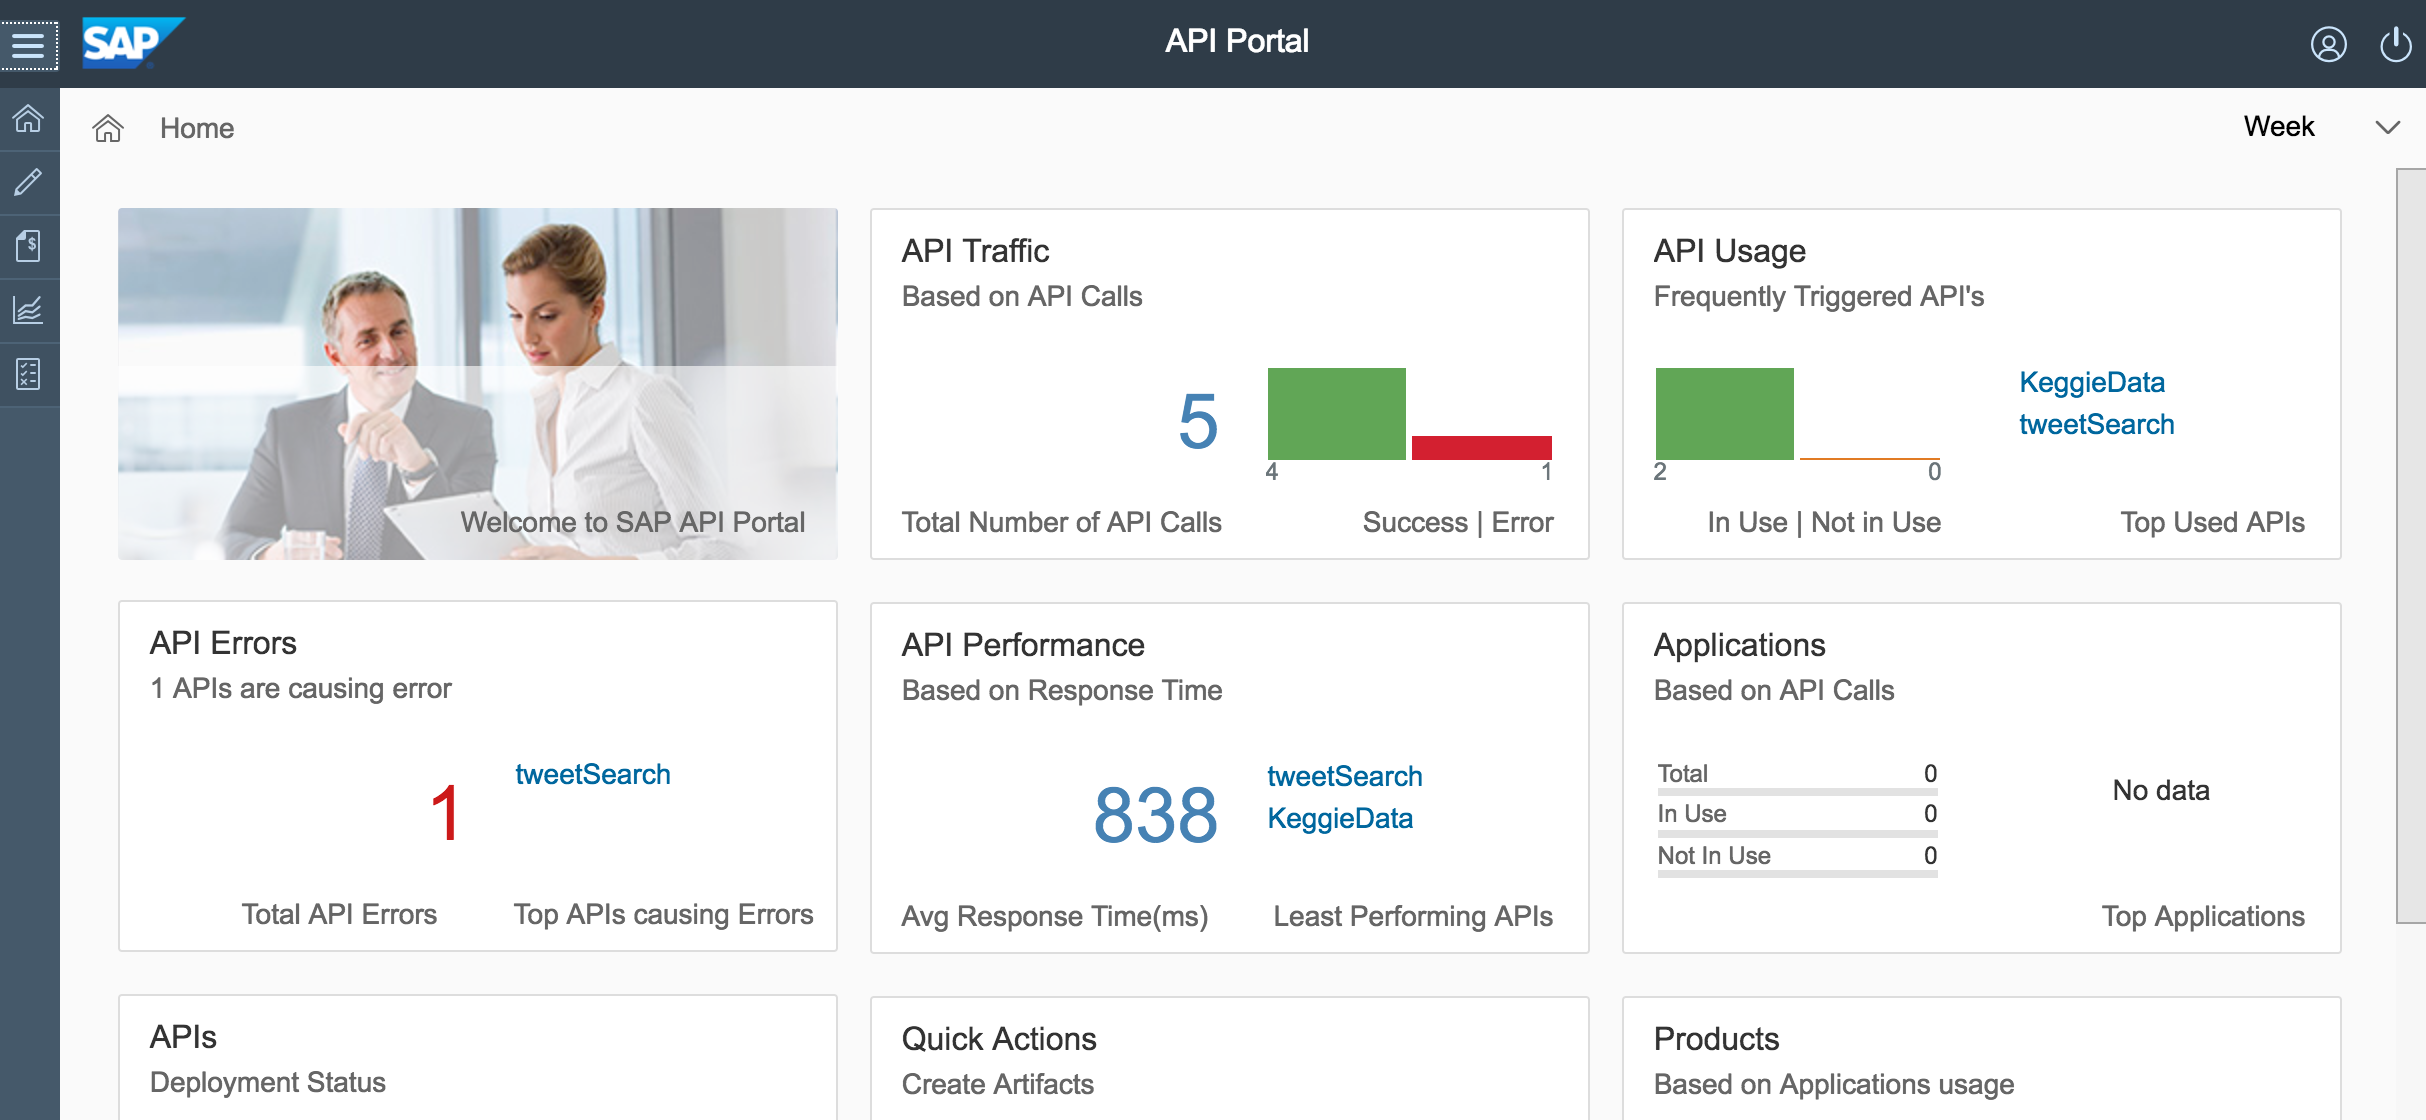 SAP
API Portal
Home
Week
Welcome to SAP API Portal
API Traffic
Based on API Calls
5
4
1
Total Number of API Calls
Success | Error
API Usage
Frequently Triggered API's
2
0
KeggieData
tweetSearch
In Use | Not in Use
Top Used APIs
API Errors
1 APIs are causing error
1
tweetSearch
Total API Errors
Top APIs causing Errors
API Performance
Based on Response Time
838
tweetSearch
KeggieData
Avg Response Time(ms)
Least Performing APIs
Applications
Based on API Calls
Total 0
In Use 0
Not In Use 0
No data
Top Applications
APIs
Deployment Status
Quick Actions
Create Artifacts
Products
Based on Applications usage